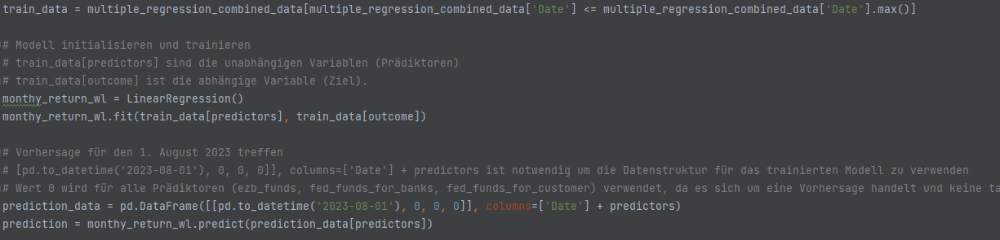 train_data = multiple_regression_combined_data[multiple_regression_combined_data['Date'] <= multiple_regression_combined_data['Date'].max()]
# Modell initialisieren und trainieren
# train_data[predictors] sind die unabhängigen Variablen (Prädiktoren)
# train_data[outcome] ist die abhängige Variable (Ziel).
monthy_return_wl = LinearRegression()
monthy_return_wl.fit(train_data[predictors], train_data[outcome])
# Vorhersage für den 1. August 2023 treffen
# [pd.to_datetime('2023-08-01'), 0, 0, 0]], columns=['Date'] + predictors ist notwendig um die Datenstruktur für das trainierten Modell zu verwenden
# Wert 0 wird für alle Prädiktoren (ezb_funds, fed_funds_for_banks, fed_funds_for_customer) verwendet, da es sich um eine Vorhersage handelt und keine ta
prediction_data = pd.DataFrame([[pd.to_datetime('2023-08-01'), 0, 0, 0]], columns=['Date'] + predictors)
prediction = monthy_return_wl.predict(prediction_data[predictors])